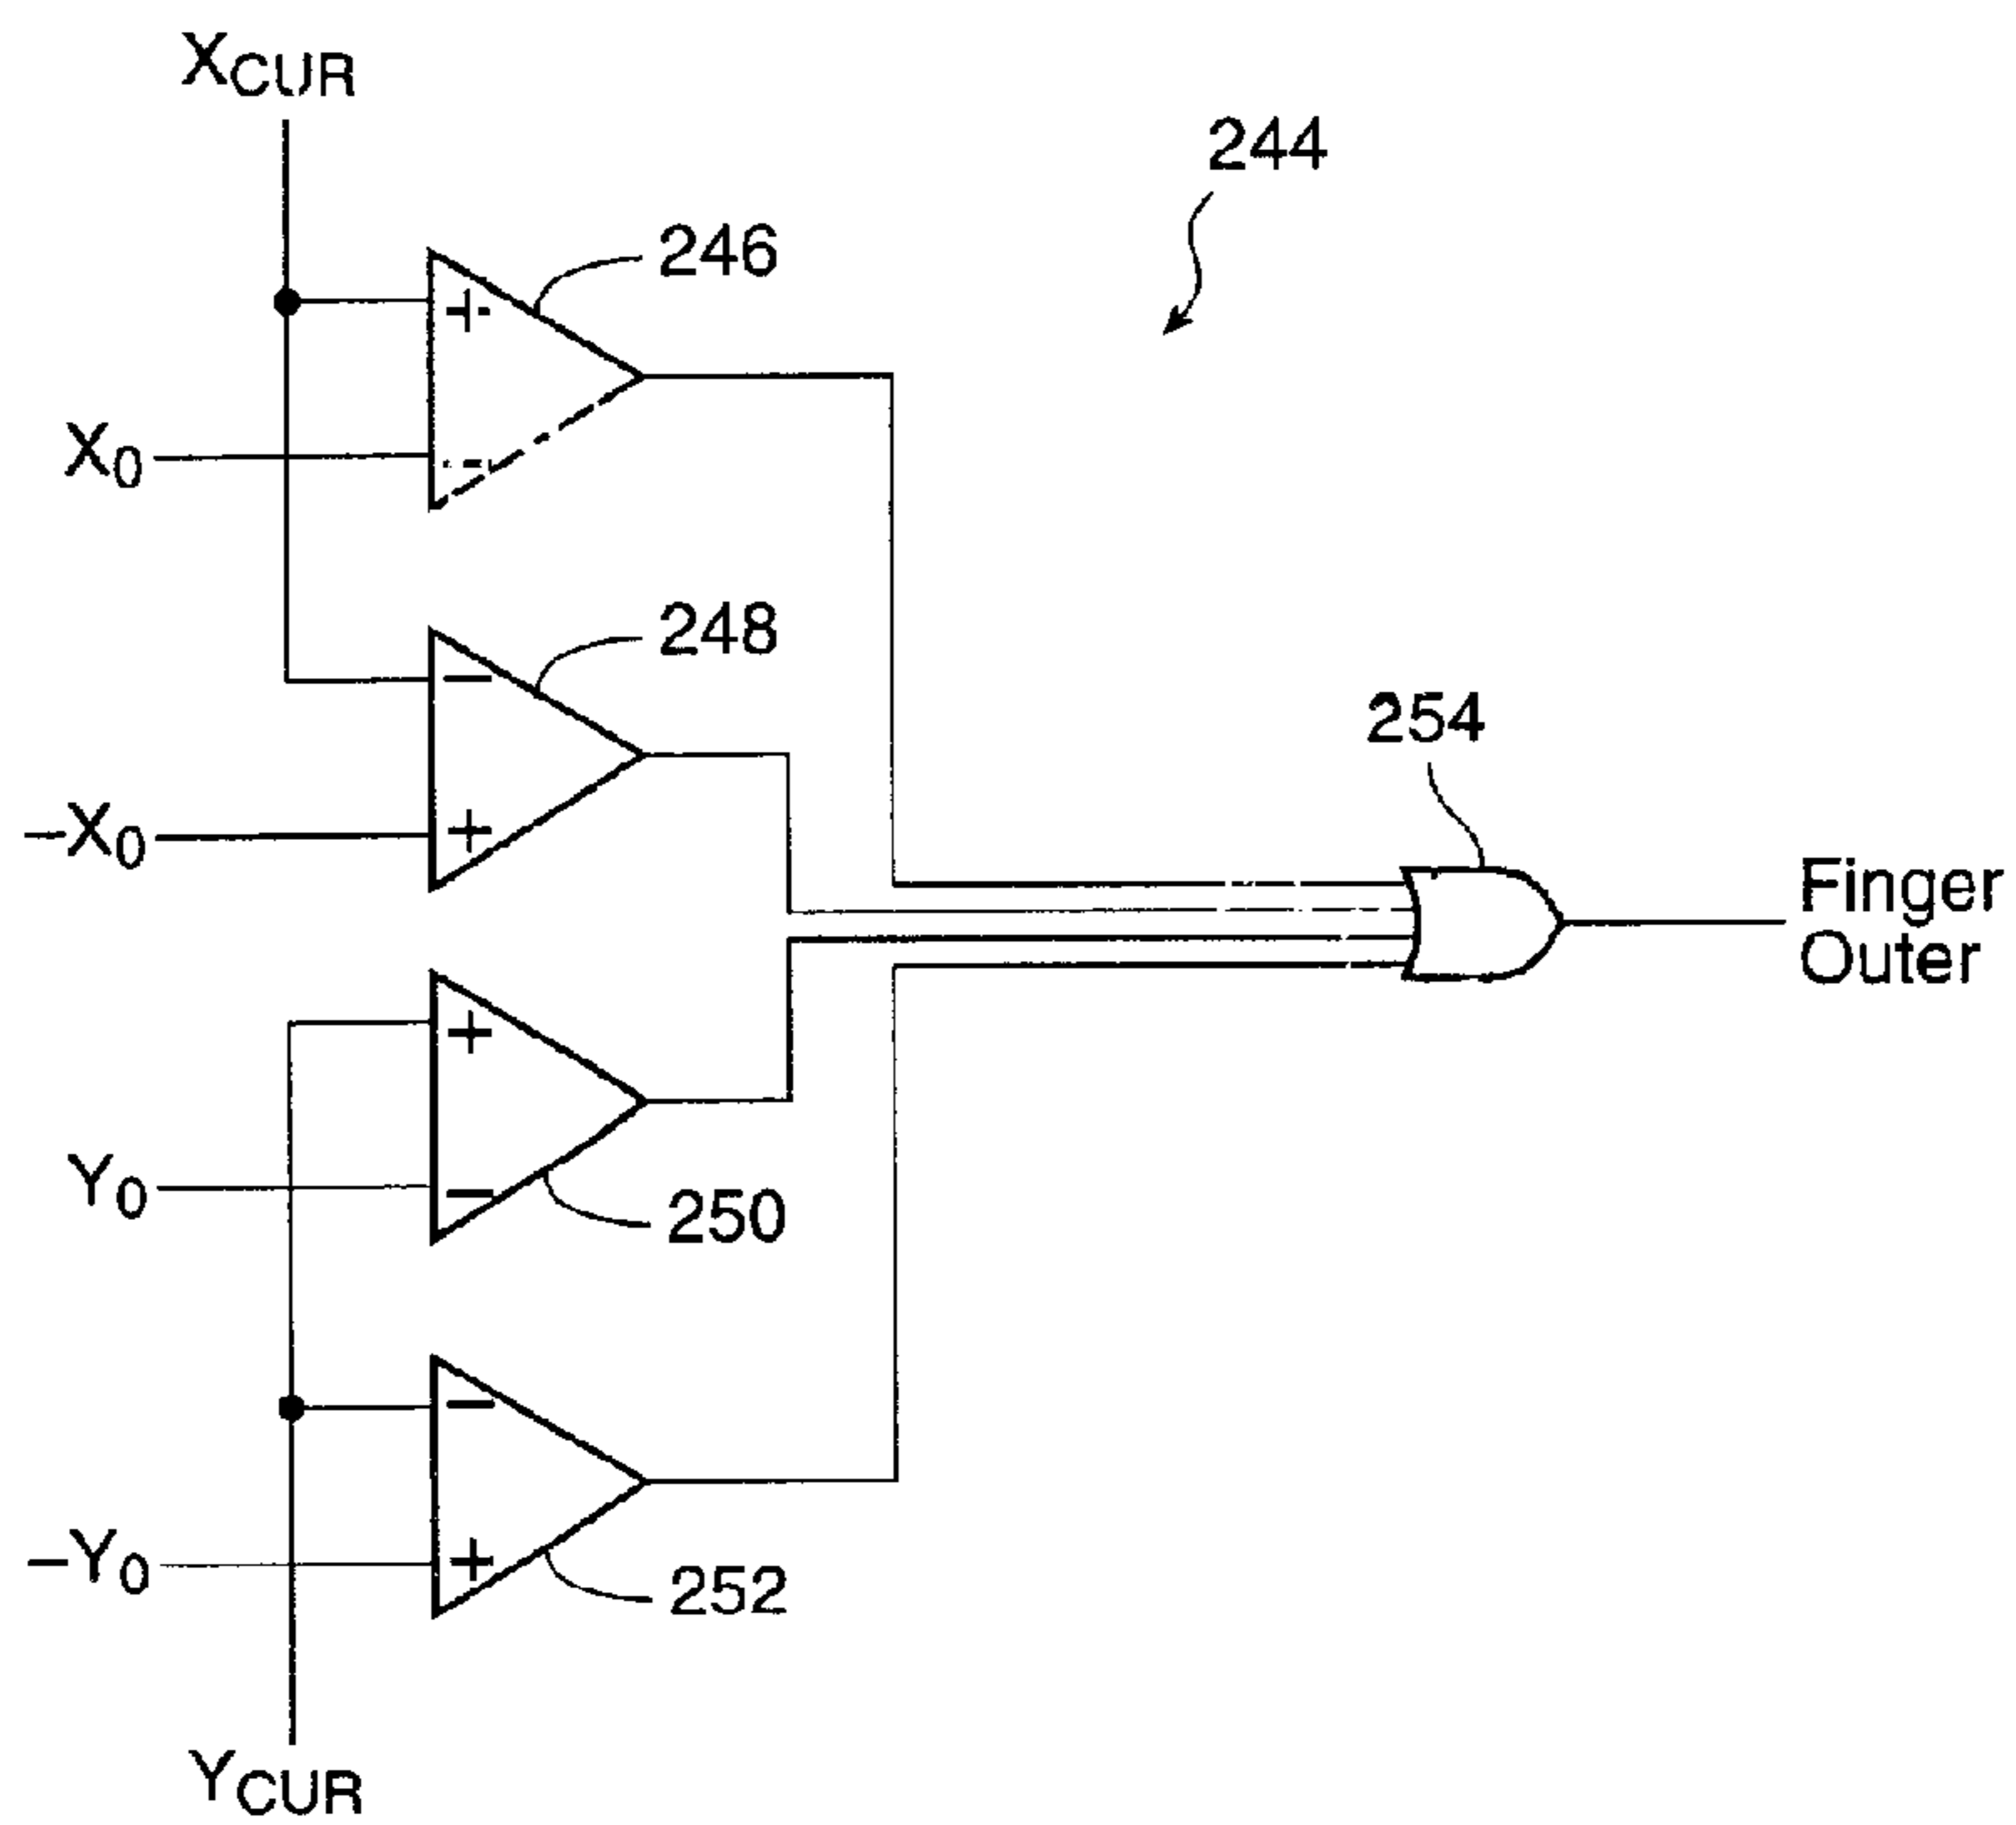 XCUR
244
246
+
X0
-
248
-
254
-X0
+
Finger
Outer
+
Y0
-
250
-
-Y0
+
252
YCUR